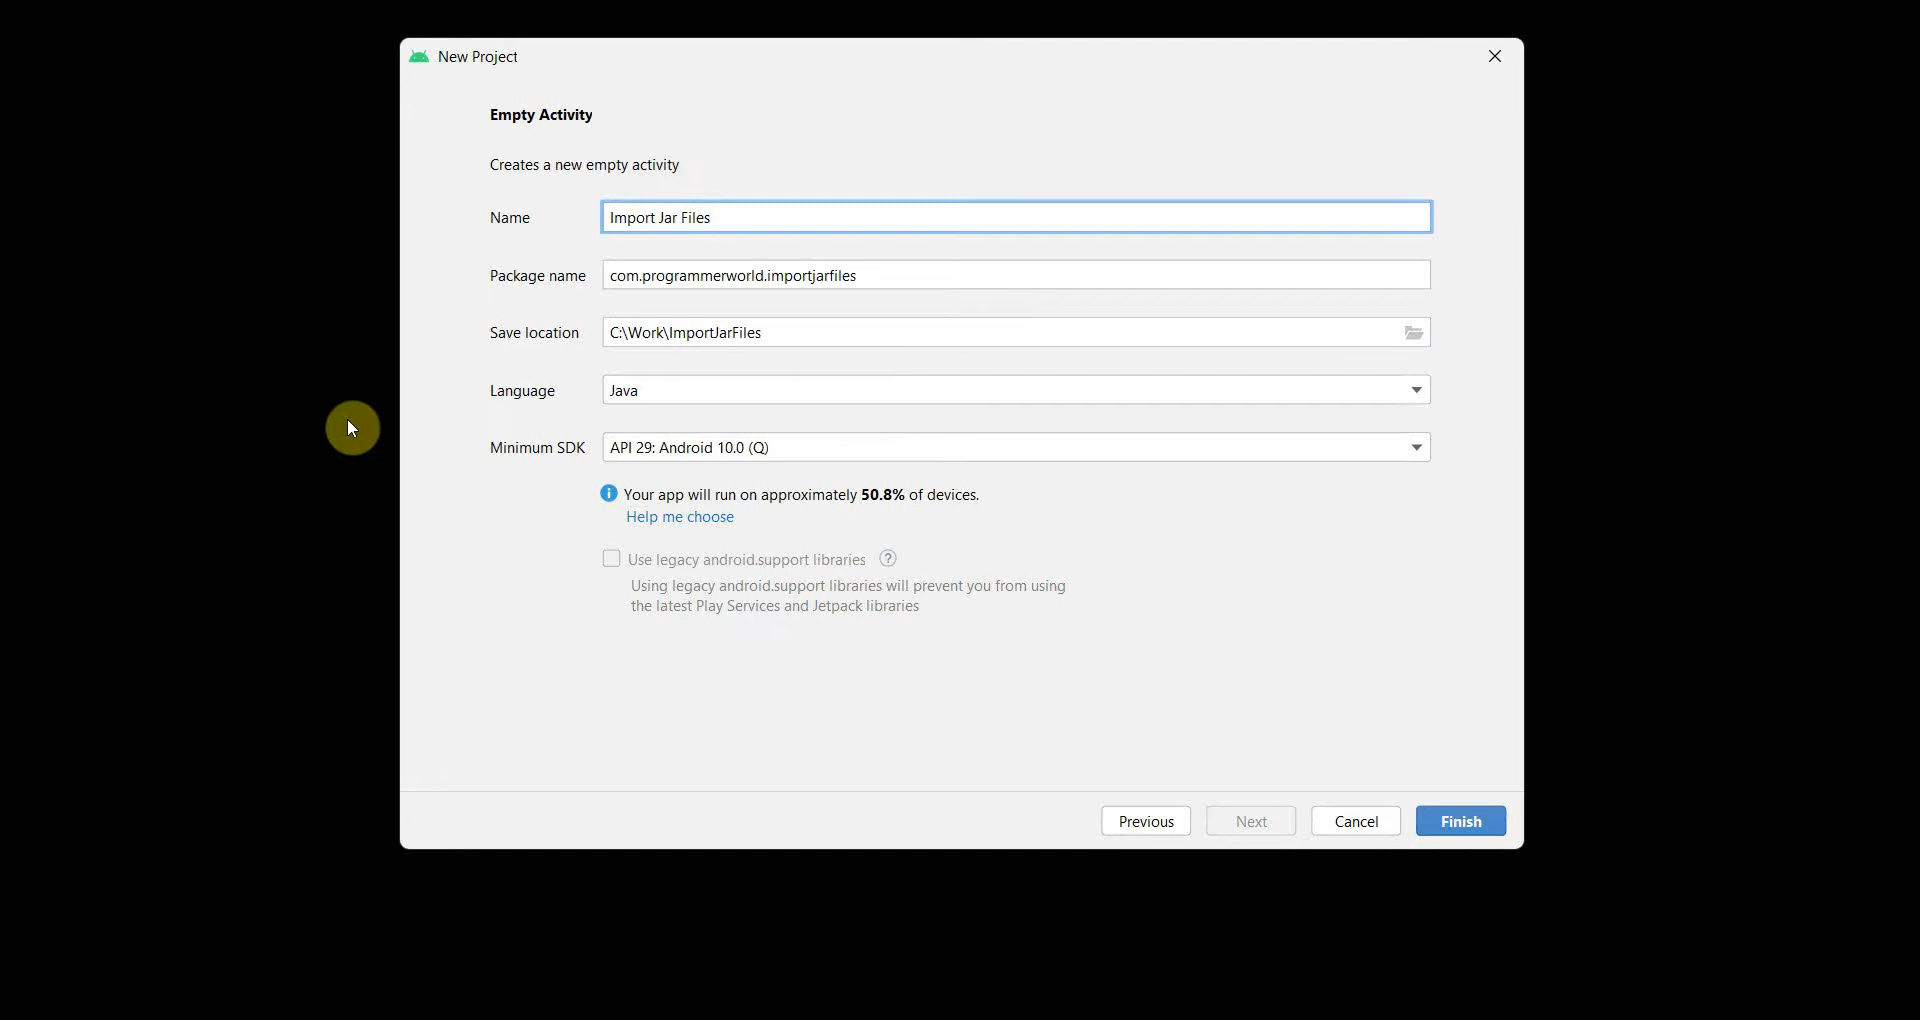 New Project
Empty Activity
Creates a new empty activity
Name Import Jar Files
Package name com.programmerworld.importjarfiles
Save location C:\Work\ImportJarFiles
Language Java
Minimum SDK API 29: Android 10.0 (Q)
Your app will run on approximately 50.8% of devices.
Help me choose
Use legacy android.support libraries ?
Using legacy android.support libraries will prevent you from using
the latest Play Services and Jetpack libraries
Previous Next Cancel Finish